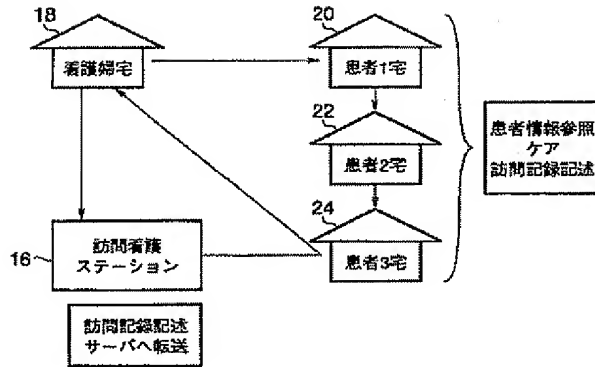 18
看護婦宅
20
患者1宅
22
患者2宅
24
患者3宅
患者情報参照
ケア
訪問記録記述
16
訪問看護
ステーション
訪問記録記述
サーバへ転送